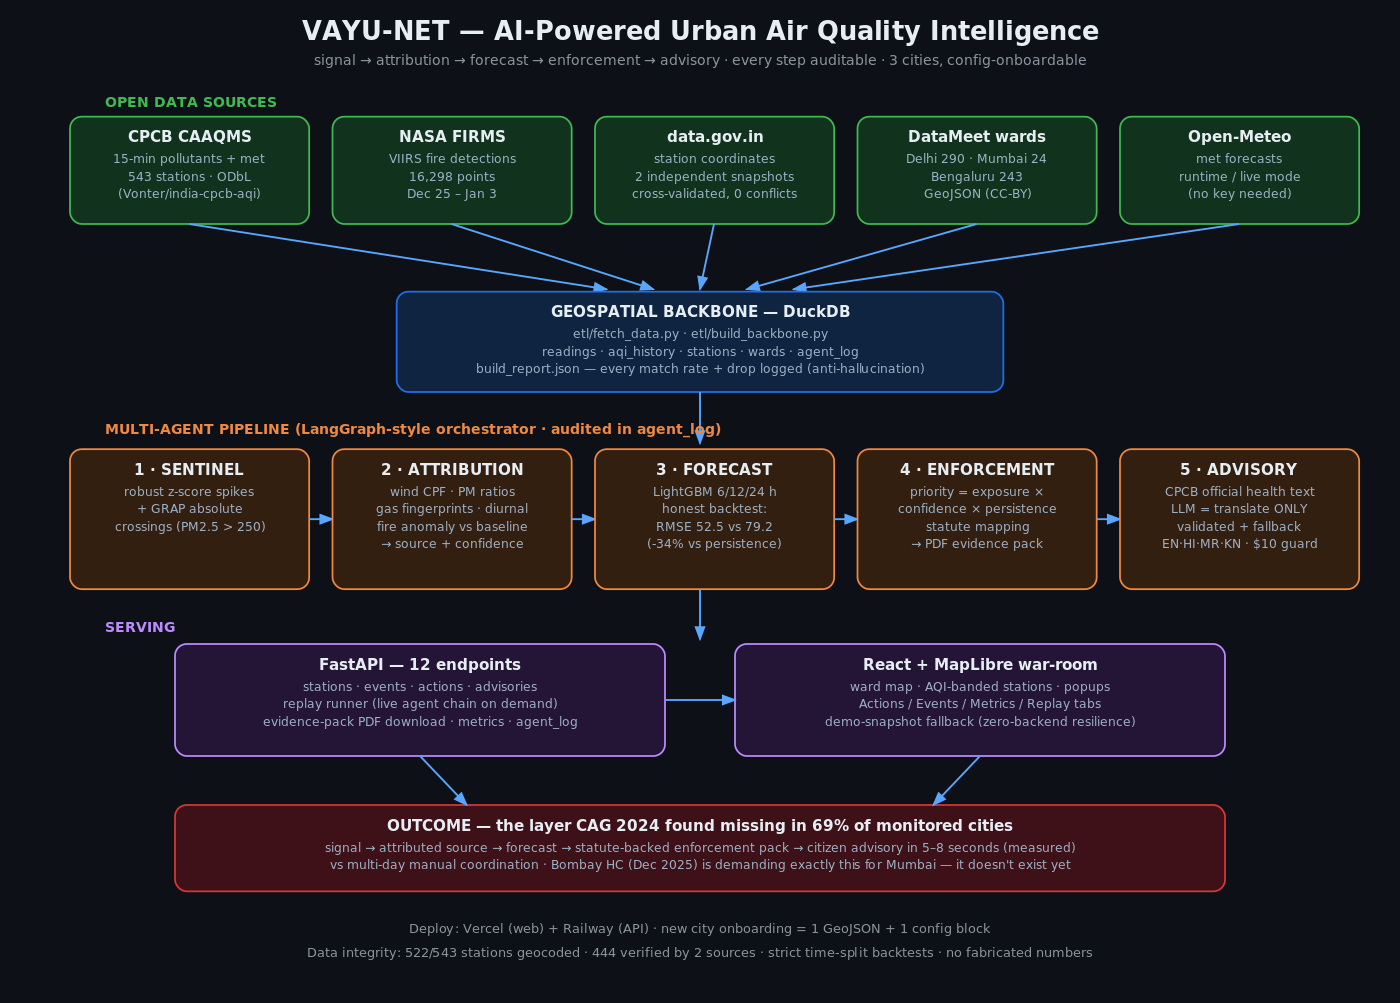 VAYU-NET — AI-Powered Urban Air Quality Intelligence
signal → attribution → forecast → enforcement → advisory · every step auditable · 3 cities, config-onboardable
OPEN DATA SOURCES
CPCB CAAQMS
15-min pollutants + met
543 stations · ODbL
(Vonter/india-cpcb-aqi)
NASA FIRMS
VIIRS fire detections
16,298 points
Dec 25 – Jan 3
data.gov.in
station coordinates
2 independent snapshots
cross-validated, 0 conflicts
DataMeet wards
Delhi 290 · Mumbai 24
Bengaluru 243
GeoJSON (CC-BY)
Open-Meteo
met forecasts
runtime / live mode
(no key needed)
GEOSPATIAL BACKBONE — DuckDB
etl/fetch_data.py · etl/build_backbone.py
readings · aqi_history · stations · wards · agent_log
build_report.json — every match rate + drop logged (anti-hallucination)
MULTI-AGENT PIPELINE (LangGraph-style orchestrator · audited in agent_log)
1 · SENTINEL
robust z-score spikes
+ GRAP absolute
crossings (PM2.5 > 250)
2 · ATTRIBUTION
wind CPF · PM ratios
gas fingerprints · diurnal
fire anomaly vs baseline
→ source + confidence
3 · FORECAST
LightGBM 6/12/24 h
honest backtest:
RMSE 52.5 vs 79.2
(-34% vs persistence)
4 · ENFORCEMENT
priority = exposure ×
confidence × persistence
statute mapping
→ PDF evidence pack
5 · ADVISORY
CPCB official health text
LLM = translate ONLY
validated + fallback
EN·HI·MR·KN · $10 guard
SERVING
FastAPI — 12 endpoints
stations · events · actions · advisories
replay runner (live agent chain on demand)
evidence-pack PDF download · metrics · agent_log
React + MapLibre war-room
ward map · AQI-banded stations · popups
Actions / Events / Metrics / Replay tabs
demo-snapshot fallback (zero-backend resilience)
OUTCOME — the layer CAG 2024 found missing in 69% of monitored cities
signal → attributed source → forecast → statute-backed enforcement pack → citizen advisory in 5–8 seconds (measured)
vs multi-day manual coordination · Bombay HC (Dec 2025) is demanding exactly this for Mumbai — it doesn't exist yet
Deploy: Vercel (web) + Railway (API) · new city onboarding = 1 GeoJSON + 1 config block
Data integrity: 522/543 stations geocoded · 444 verified by 2 sources · strict time-split backtests · no fabricated numbers